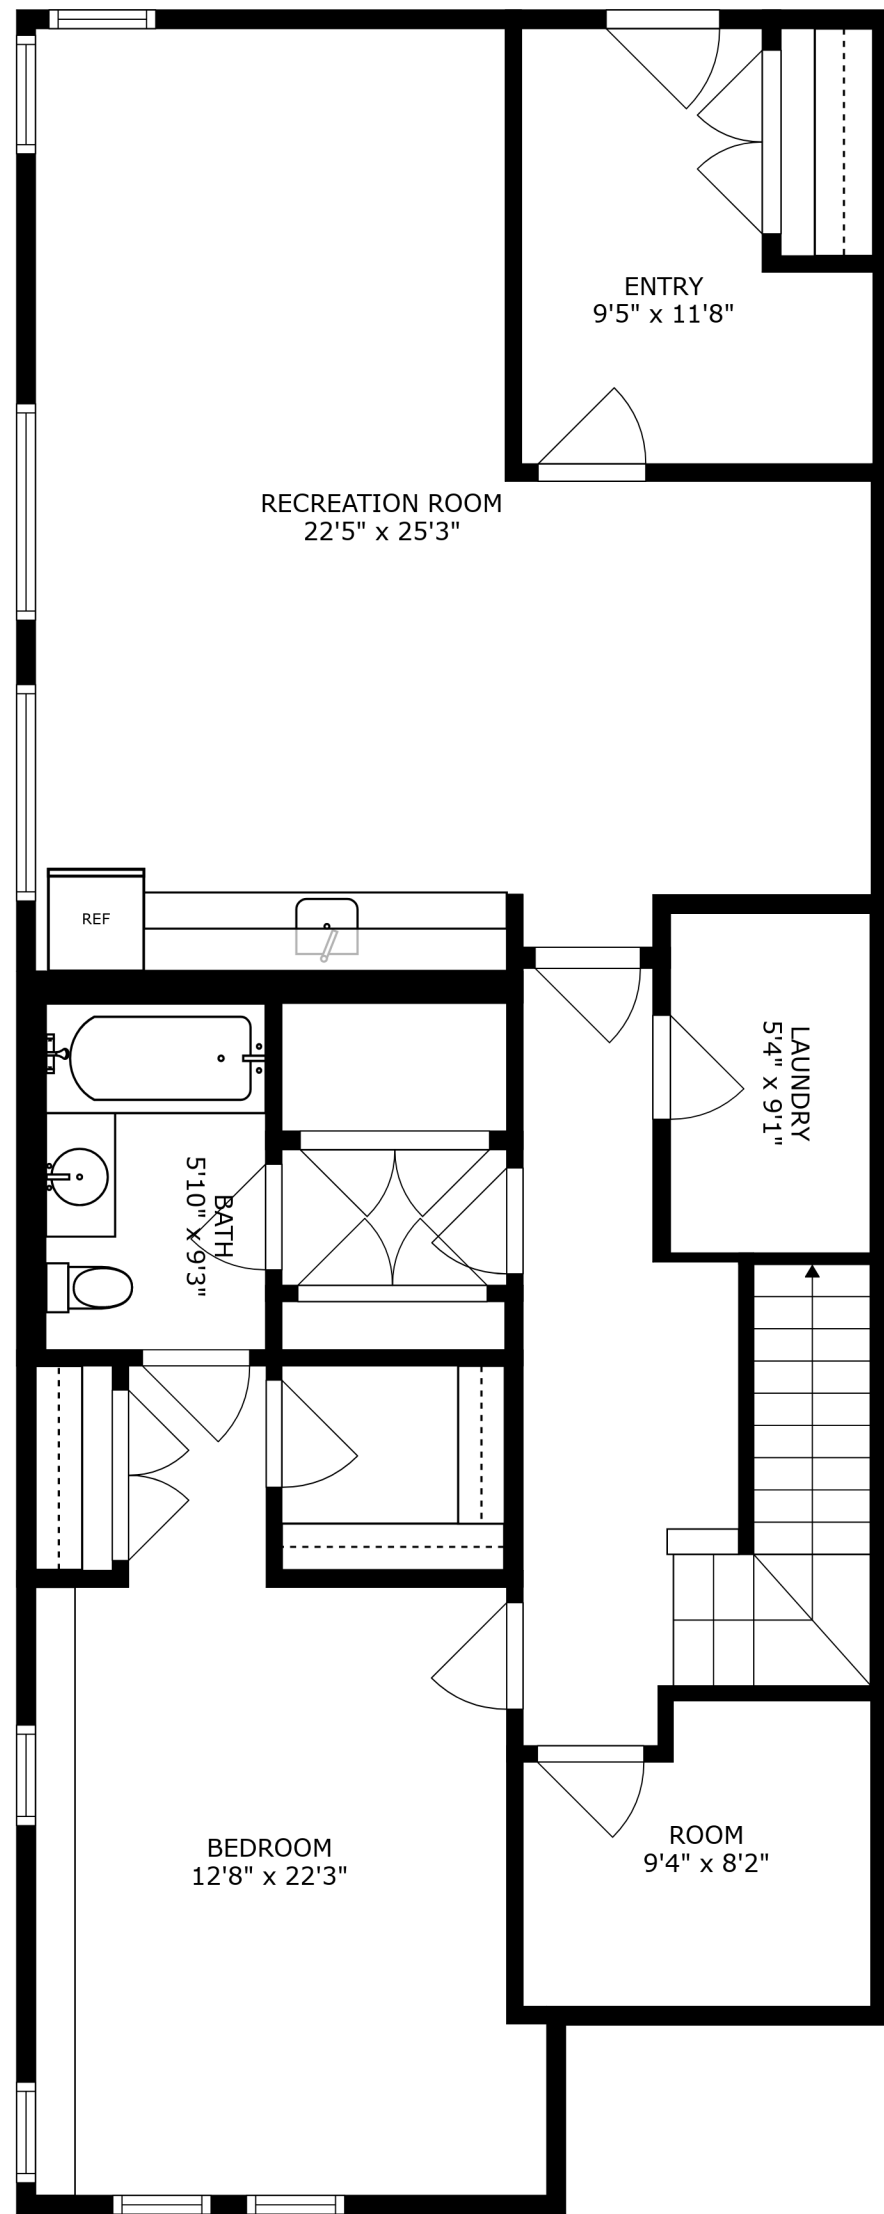 ENTRY
9'5" x 11'8"
RECREATION ROOM
22'5" x 25'3"
REF
LAUNDRY
5'4" x 9'1"
BATH
5'10" x 9'3"
BEDROOM
12'8" x 22'3"
ROOM
9'4" x 8'2"